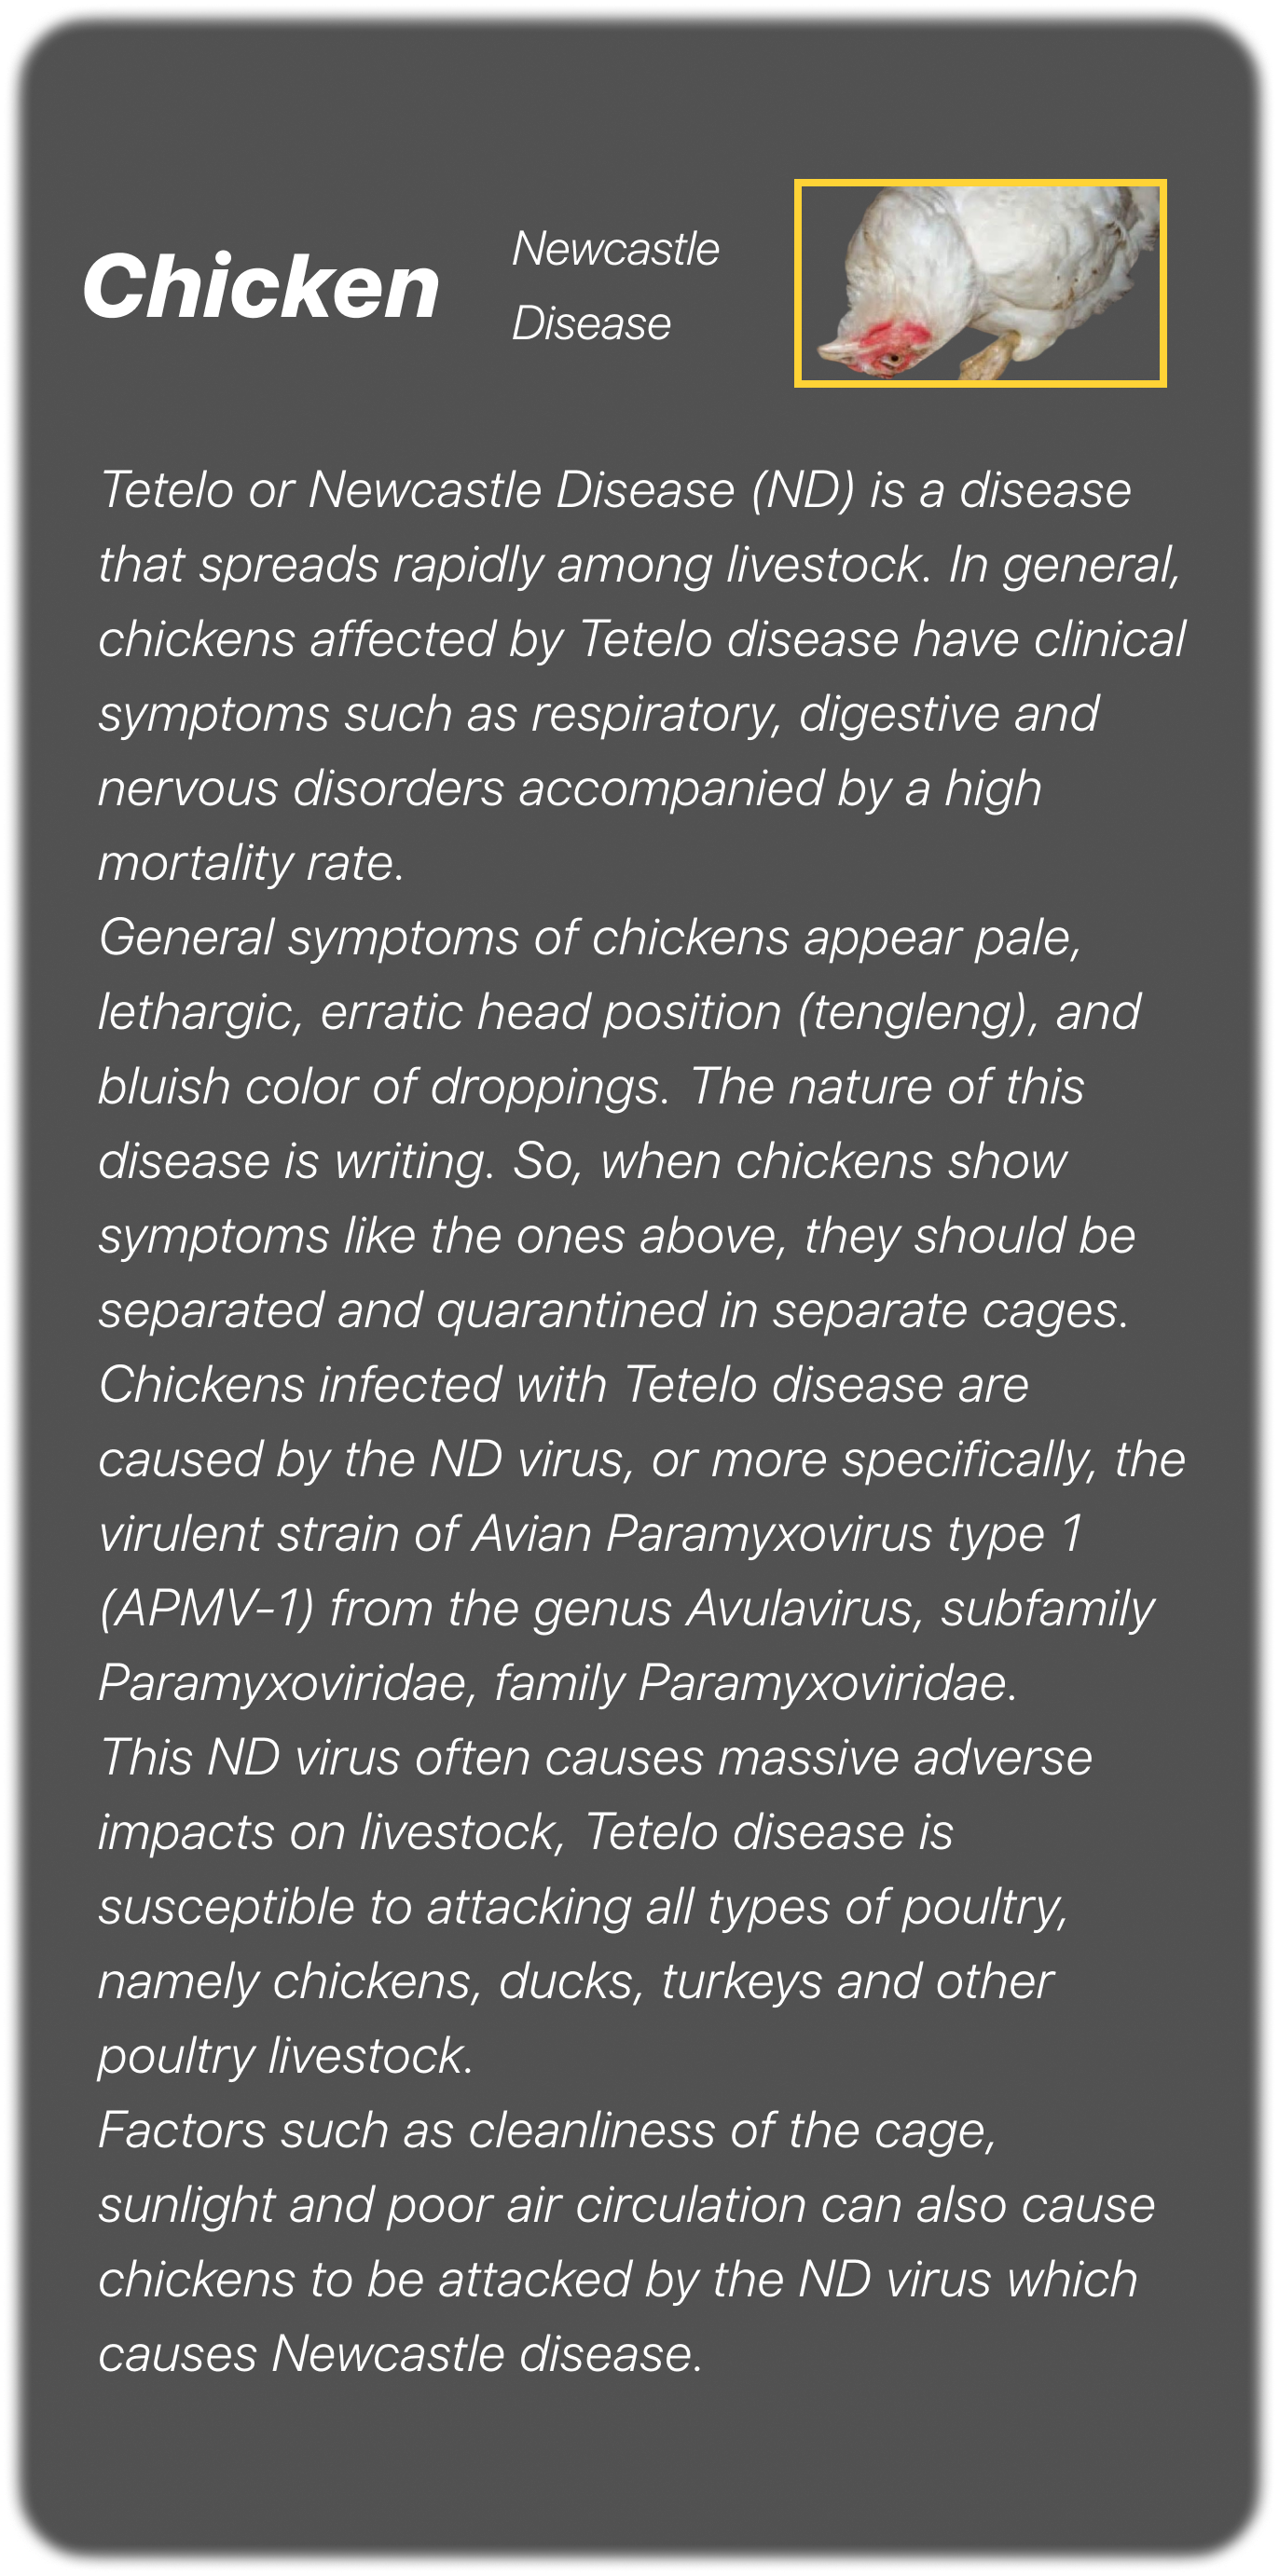 Chicken
Newcastle
Disease
Tetelo or Newcastle Disease (ND) is a disease
that spreads rapidly among livestock. In general,
chickens affected by Tetelo disease have clinical
symptoms such as respiratory, digestive and
nervous disorders accompanied by a high
mortality rate.
General symptoms of chickens appear pale,
lethargic, erratic head position (tengleng), and
bluish color of droppings. The nature of this
disease is writing. So, when chickens show
symptoms like the ones above, they should be
separated and quarantined in separate cages.
Chickens infected with Tetelo disease are
caused by the ND virus, or more specifically, the
virulent strain of Avian Paramyxovirus type 1
(APMV-1) from the genus Avulavirus, subfamily
Paramyxoviridae, family Paramyxoviridae.
This ND virus often causes massive adverse
impacts on livestock, Tetelo disease is
susceptible to attacking all types of poultry,
namely chickens, ducks, turkeys and other
poultry livestock.
Factors such as cleanliness of the cage,
sunlight and poor air circulation can also cause
chickens to be attacked by the ND virus which
causes Newcastle disease.